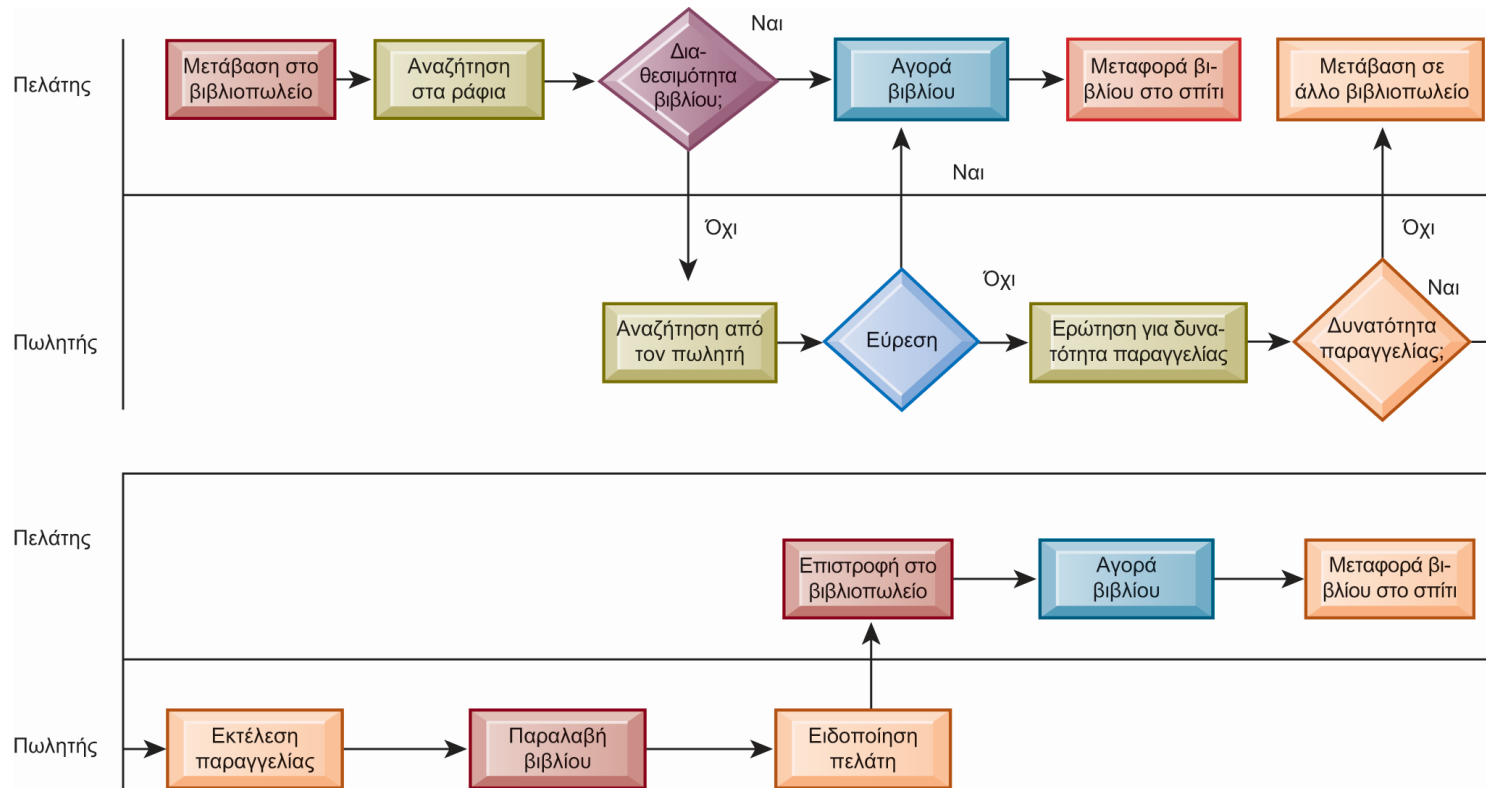 Ναι
Πελάτης
Μετάβαση στο
βιβλιοπωλείο
Αναζήτηση
στα ράφια
Δια-
θεσιμότητα
βιβλίου;
Αγορά
βιβλίου
Μεταφορά βι-
βλίου στο σπίτι
Μετάβαση σε
άλλο βιβλιοπωλείο
Ναι
Όχι
Όχι
Όχι
Ναι
Πωλητής
Αναζήτηση από
τον πωλητή
Εύρεση
Ερώτηση για δυνα-
τότητα παραγγελίας
Δυνατότητα
παραγγελίας;
Πελάτης
Επιστροφή στο
βιβλιοπωλείο
Αγορά
βιβλίου
Μεταφορά βι-
βλίου στο σπίτι
Πωλητής
Εκτέλεση
παραγγελίας
Παραλαβή
βιβλίου
Ειδοποίηση
πελάτη